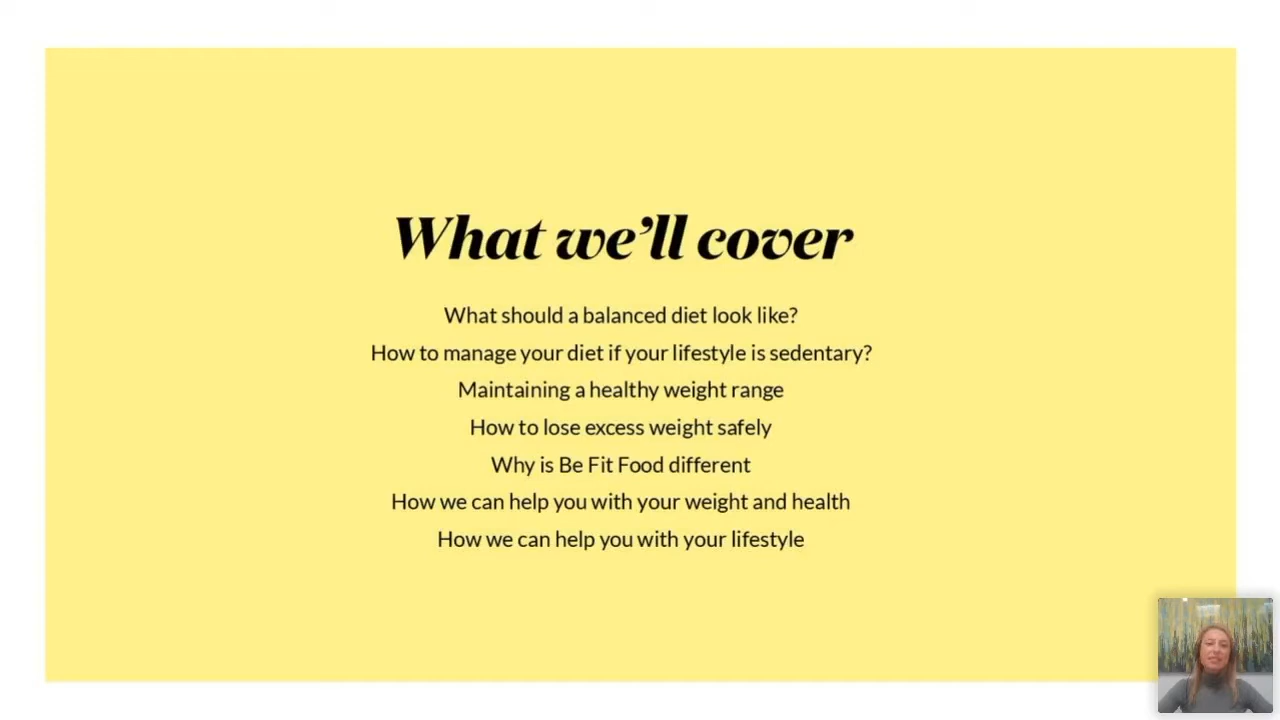 What we'll cover
What should a balanced diet look like?
How to manage your diet if your lifestyle is sedentary?
Maintaining a healthy weight range
How to lose excess weight safely
Why is Be Fit Food different
How we can help you with your weight and health
How we can help you with your lifestyle